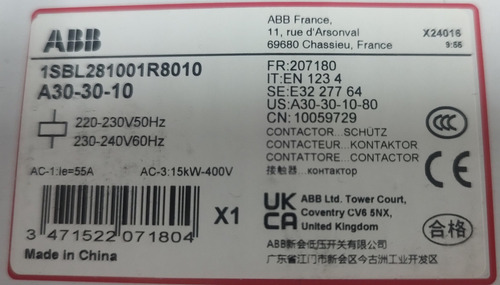 ABB
ABB France,
11, rue d'Arsonval
69680 Chassieu, France
X24016
9:56
1SBL281001R8010
A30-30-10
220-230V50Hz
230-240V60Hz
AC-1:Ie=55A
AC-3:15kW-400V
FR:207180
IT:EN 123 4
SE:E32 277 64
US:A30-30-10-80
CN: 10059729
CONTACTOR...SCHÜTZ
CONTACTEUR...KONTAKTOR
CONTATTORE...CONTACTOR
接触器...контактор
CCC
X1
3 471522 071804
Made in China
UK
CA
ABB Ltd. Tower Court,
Coventry CV6 5NX,
United Kingdom
合格
ABB新会低压开关有限公司
广东省江门市新会区今古洲工业开发区